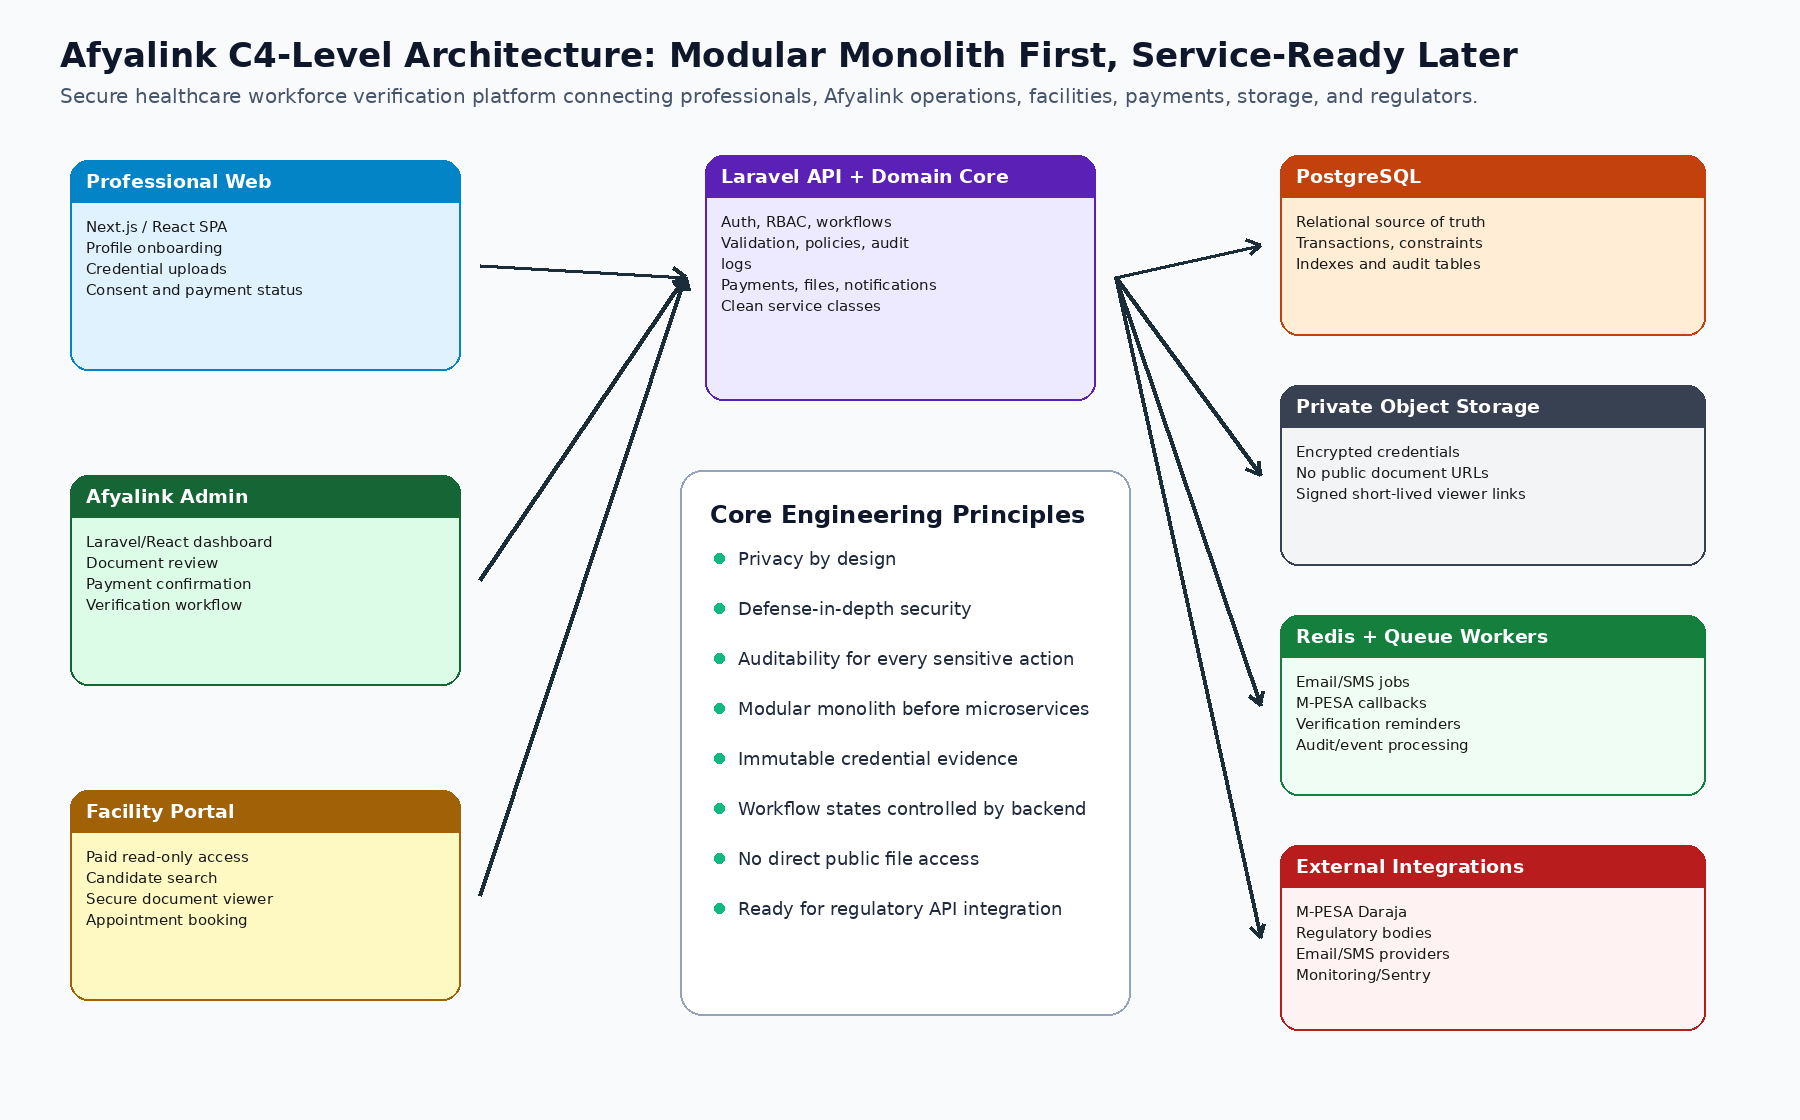 Afyalink C4-Level Architecture: Modular Monolith First, Service-Ready Later
Secure healthcare workforce verification platform connecting professionals, Afyalink operations, facilities, payments, storage, and regulators.
Professional Web
Next.js / React SPA
Profile onboarding
Credential uploads
Consent and payment status
Afyalink Admin
Laravel/React dashboard
Document review
Payment confirmation
Verification workflow
Facility Portal
Paid read-only access
Candidate search
Secure document viewer
Appointment booking
Laravel API + Domain Core
Auth, RBAC, workflows
Validation, policies, audit
logs
Payments, files, notifications
Clean service classes
Core Engineering Principles
Privacy by design
Defense-in-depth security
Auditability for every sensitive action
Modular monolith before microservices
Immutable credential evidence
Workflow states controlled by backend
No direct public file access
Ready for regulatory API integration
PostgreSQL
Relational source of truth
Transactions, constraints
Indexes and audit tables
Private Object Storage
Encrypted credentials
No public document URLs
Signed short-lived viewer links
Redis + Queue Workers
Email/SMS jobs
M-PESA callbacks
Verification reminders
Audit/event processing
External Integrations
M-PESA Daraja
Regulatory bodies
Email/SMS providers
Monitoring/Sentry